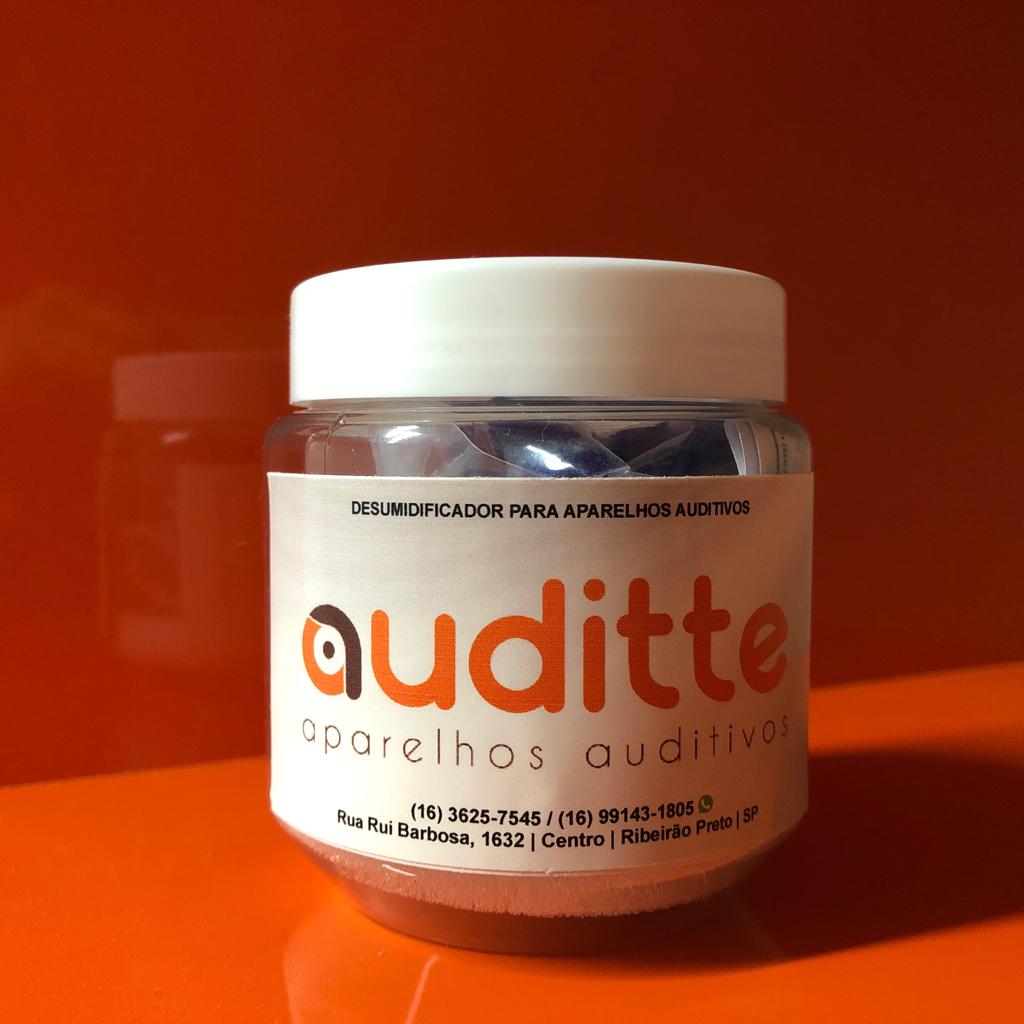 DESUMIDIFICADOR PARA APARELHOS AUDITIVOS
auditte
aparelhos auditivos
(16) 3625-7545 / (16) 99143-1805
Rua Rui Barbosa, 1632 | Centro | Ribeirão Preto | SP